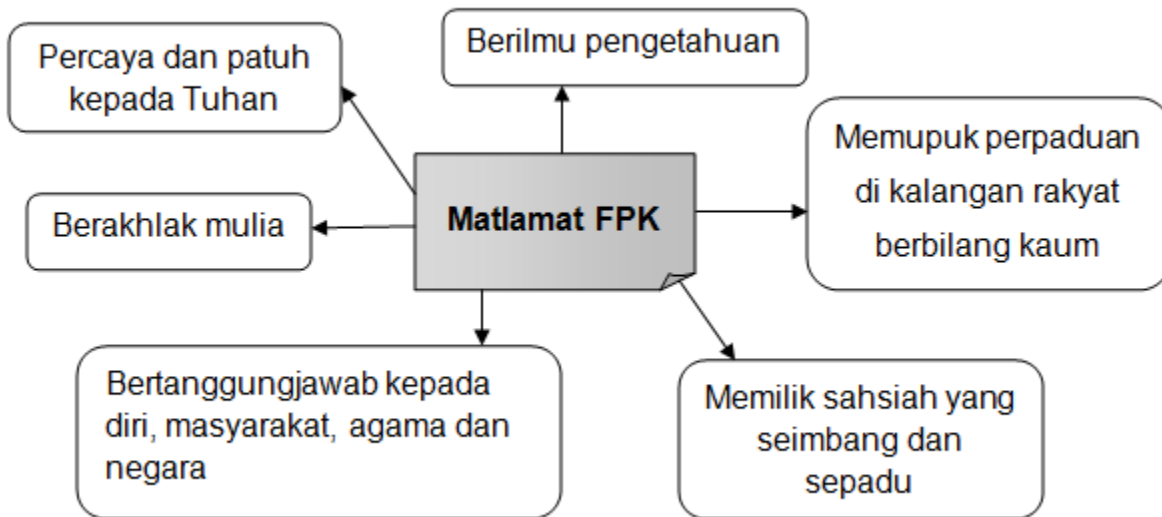 Percaya dan patuh
kepada Tuhan
Berilmu pengetahuan
Memupuk perpaduan
di kalangan rakyat
berbilang kaum
Berakhlak mulia
Matlamat FPK
Bertanggungjawab kepada
diri, masyarakat, agama dan
negara
Memilik sahsiah yang
seimbang dan
sepadu